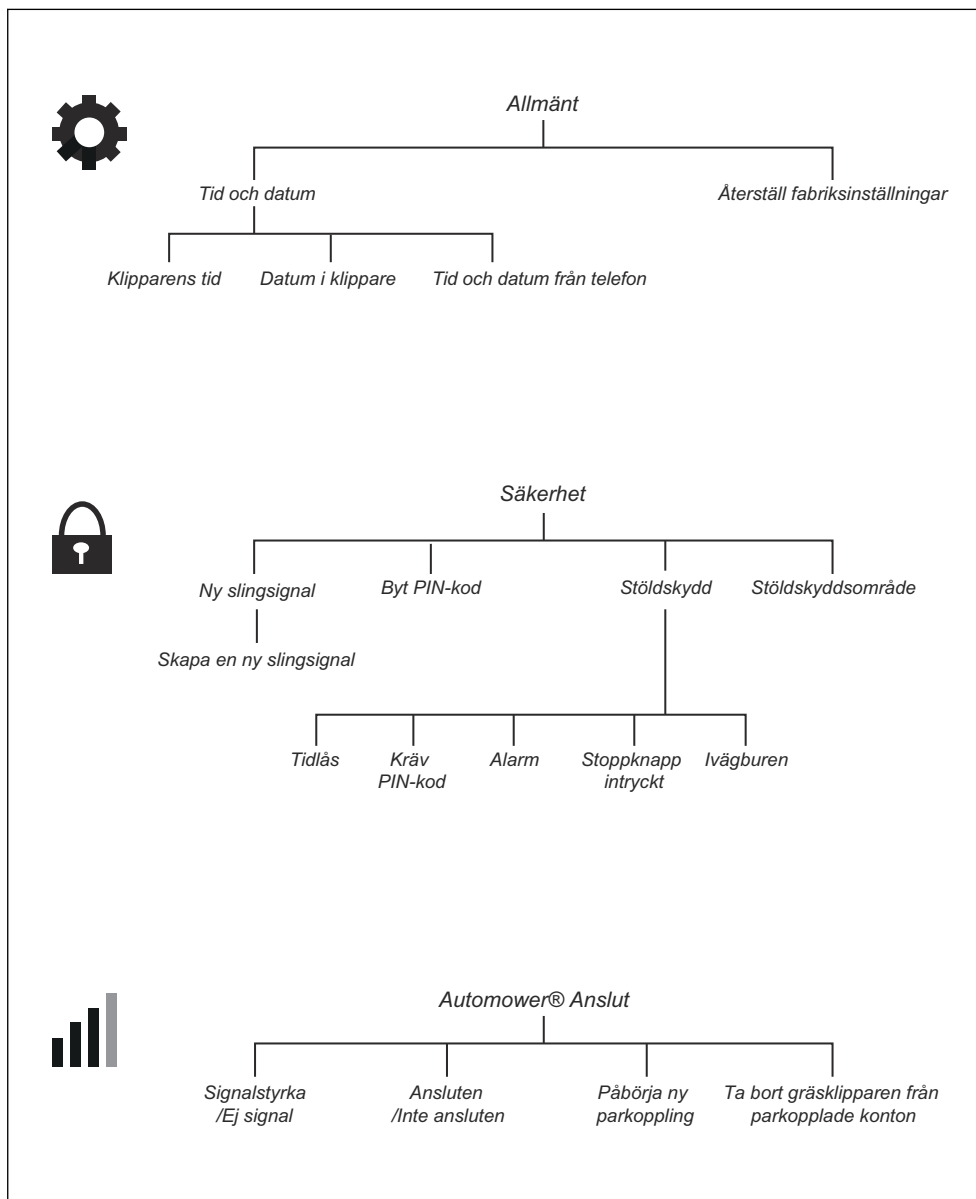 Allmänt
Tid och datum
Återställ fabriksinställningar
Klipparens tid
Datum i klippare
Tid och datum från telefon
Säkerhet
Ny slingsignal
Byt PIN-kod
Stöldskydd
Stöldskyddsområde
Skapa en ny slingsignal
Tidlås
Kräv
PIN-kod
Alarm
Stoppknapp
intryckt
Ivägburen
Automower® Anslut
Signalstyrka
/Ej signal
Ansluten
/Inte ansluten
Påbörja ny
parkoppling
Ta bort gräsklipparen från
parkopplade konton